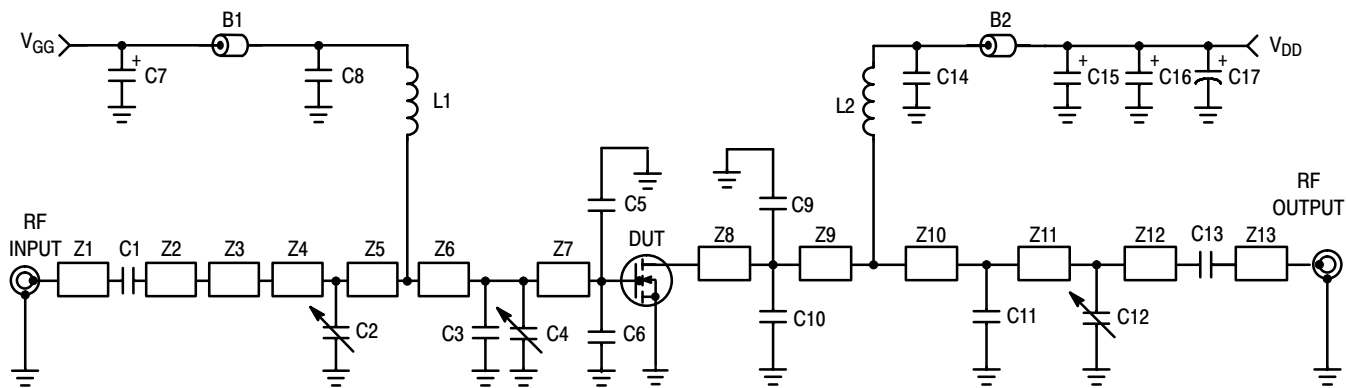 B1
B2
VGG
VDD
+
C7
C8
L1
C14
+
C15
+
C16
+
C17
L2
C5
C9
RF
INPUT
RF
OUTPUT
Z1
C1
Z2
Z3
Z4
Z5
Z6
Z7
DUT
Z8
Z9
Z10
Z11
Z12
C13
Z13
C2
C3
C4
C6
C10
C11
C12